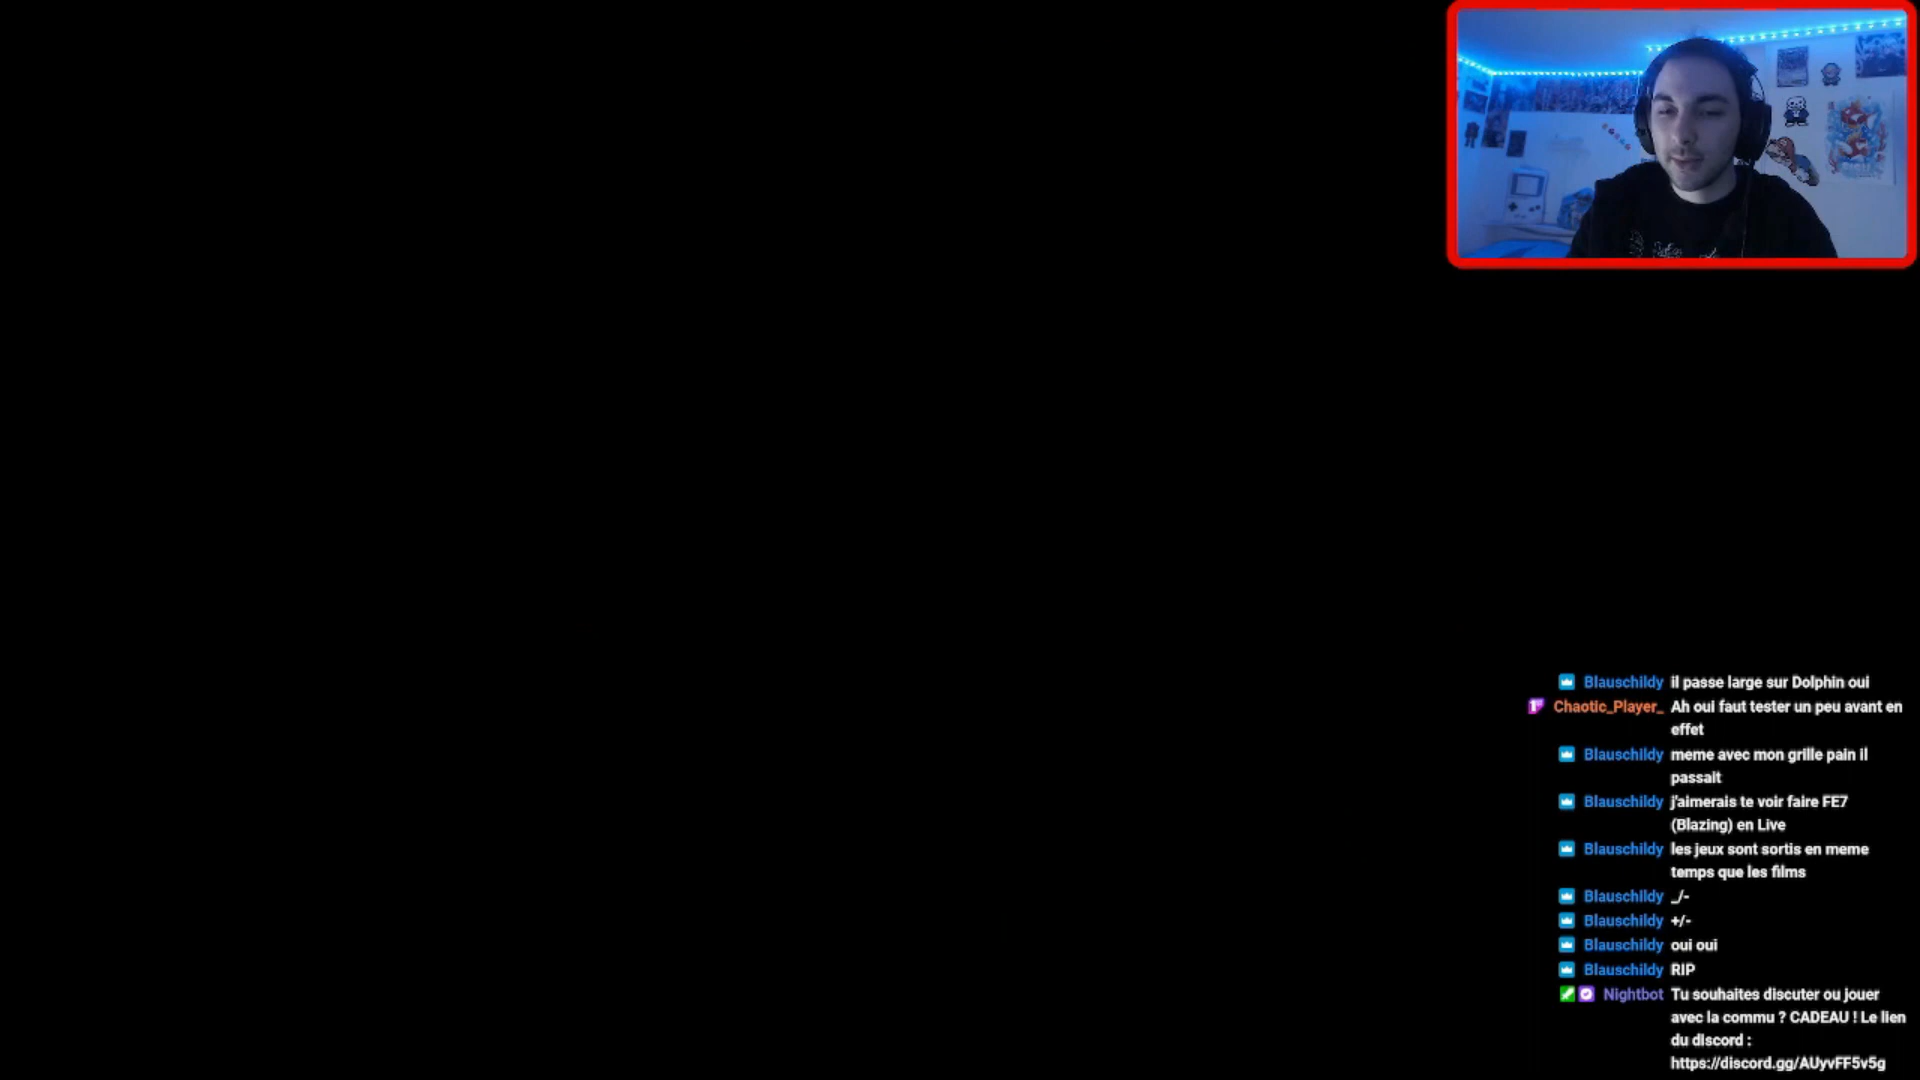 Blauschildy il passe large sur Dolphin oui
Chaotic_Player_ Ah oui faut tester un peu avant en
effet
Blauschildy meme avec mon grille pain il
passait
Blauschildy j'aimerais te voir faire FE7
(Blazing) en Live
Blauschildy les jeux sont sortis en meme
temps que les films
Blauschildy _/-
Blauschildy +/-
Blauschildy oui oui
Blauschildy RIP
Nightbot Tu souhaites discuter ou jouer
avec la commu ? CADEAU ! Le lien
du discord :
https://discord.gg/AUyvFF5v5g